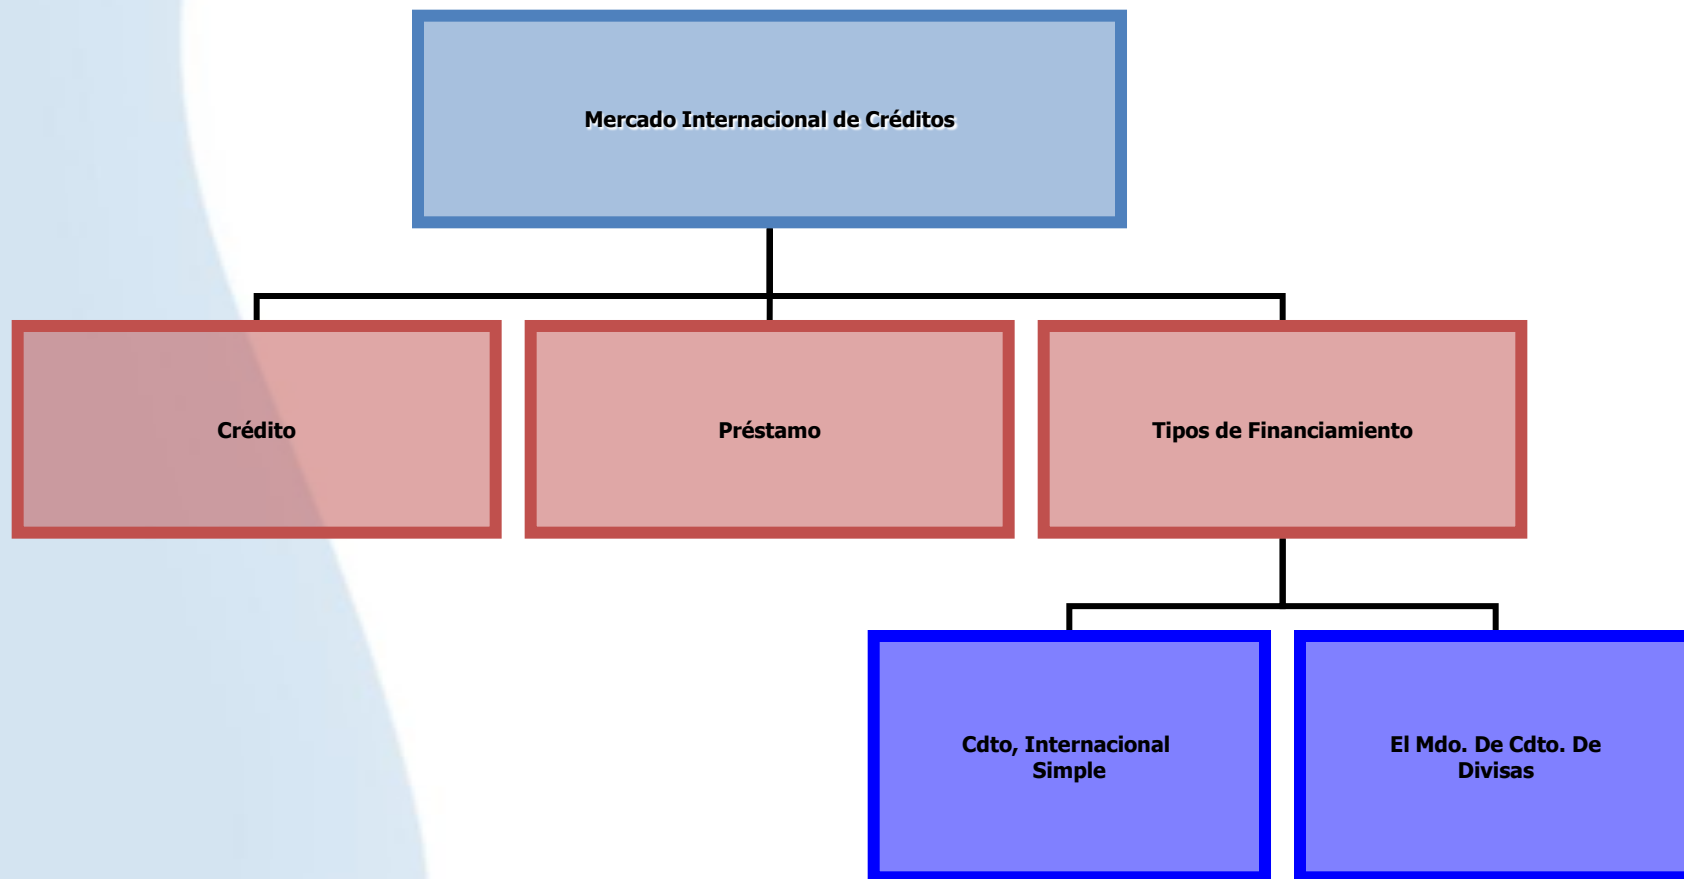 Mercado Internacional de Créditos
Crédito
Préstamo
Tipos de Financiamiento
Cdto, Internacional
Simple
El Mdo. De Cdto. De
Divisas